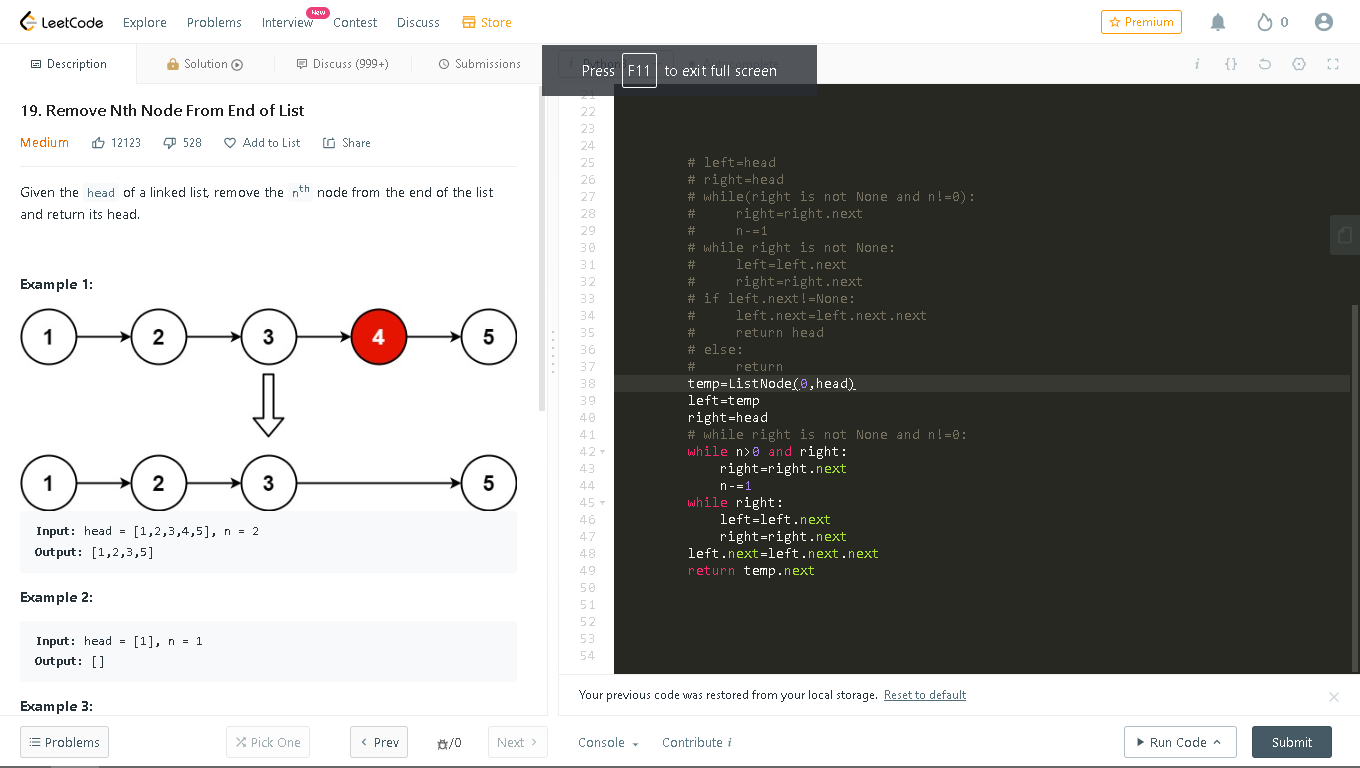 LeetCode Explore Problems Interview New Contest Discuss Store Premium 0
Description Solution Discuss (999+) Submissions
Press F11 to exit full screen
i {}
19. Remove Nth Node From End of List
Medium 12123 528 Add to List Share
Given the head of a linked list, remove the nth node from the end of the list
and return its head.
Example 1:
1 2 3 4 5
1 2 3 5
Input: head = [1,2,3,4,5], n = 2
Output: [1,2,3,5]
Example 2:
Input: head = [1], n = 1
Output: []
Example 3:
21
22
23
24
25 # left=head
26 # right=head
27 # while(right is not None and n!=0):
28 #     right=right.next
29 #     n-=1
30 # while right is not None:
31 #     left=left.next
32 #     right=right.next
33 # if left.next!=None:
34 #     left.next=left.next.next
35 #     return head
36 # else:
37 #     return
38 temp=ListNode(0,head)
39 left=temp
40 right=head
41 # while right is not None and n!=0:
42 while n>0 and right:
43     right=right.next
44     n-=1
45 while right:
46     left=left.next
47     right=right.next
48 left.next=left.next.next
49 return temp.next
50
51
52
53
54
Your previous code was restored from your local storage. Reset to default
Problems Pick One Prev /0 Next Console Contribute i Run Code Submit